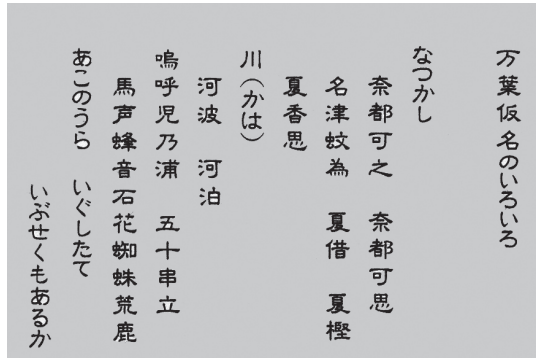 万葉仮名のいろいろ
なつかし
奈都可之 奈都可思
名津蚊為 夏借 夏樫
夏香思
川（かは）
河波 河泊
嗚呼児乃浦 五十串立
馬声蜂音石花蜘蛛荒鹿
あこのうら いぐしたて
いぶせくもあるか